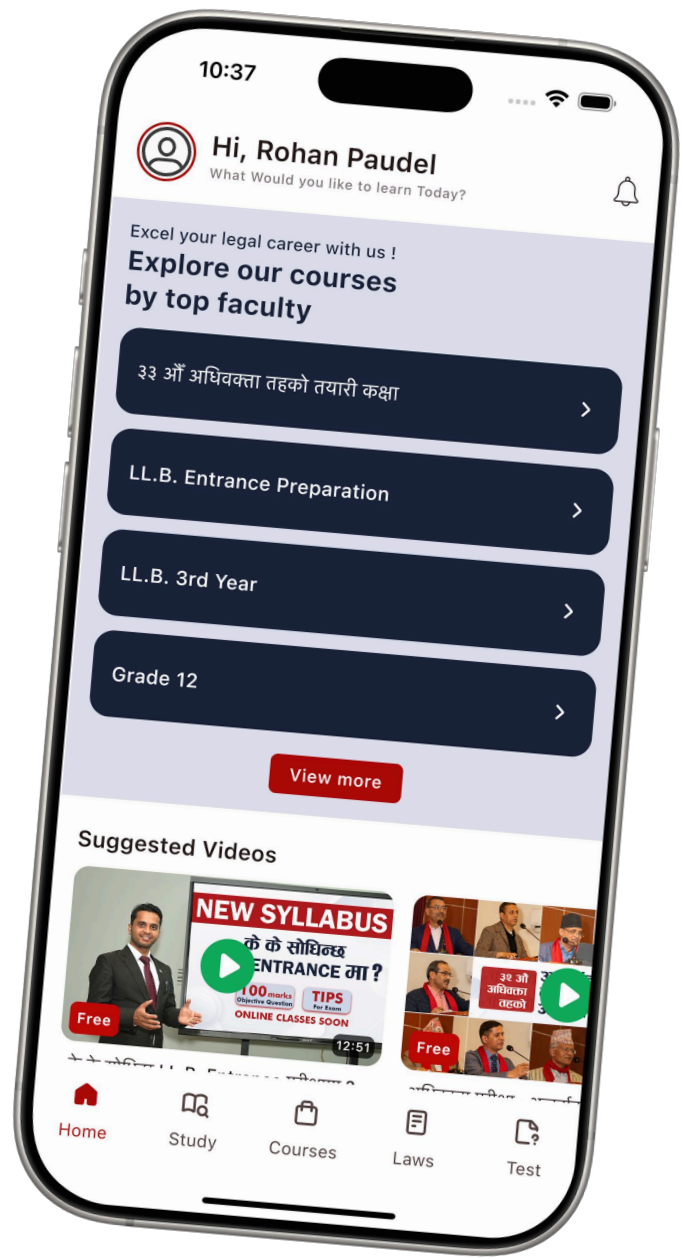 10:37
Hi, Rohan Paudel
What Would you like to learn Today?
Excel your legal career with us !
Explore our courses
by top faculty
३३ औँ अधिवक्ता तहको तयारी कक्षा
LL.B. Entrance Preparation
LL.B. 3rd Year
Grade 12
View more
Suggested Videos
NEW SYLLABUS
के के सोधिन्छ
ENTRANCE मा ?
100 marks
Objective Question
TIPS
For Exam
ONLINE CLASSES SOON
Free
12:51
३२ औ
अधिवक्ता
तहको
Free
Home
Study
Courses
Laws
Test